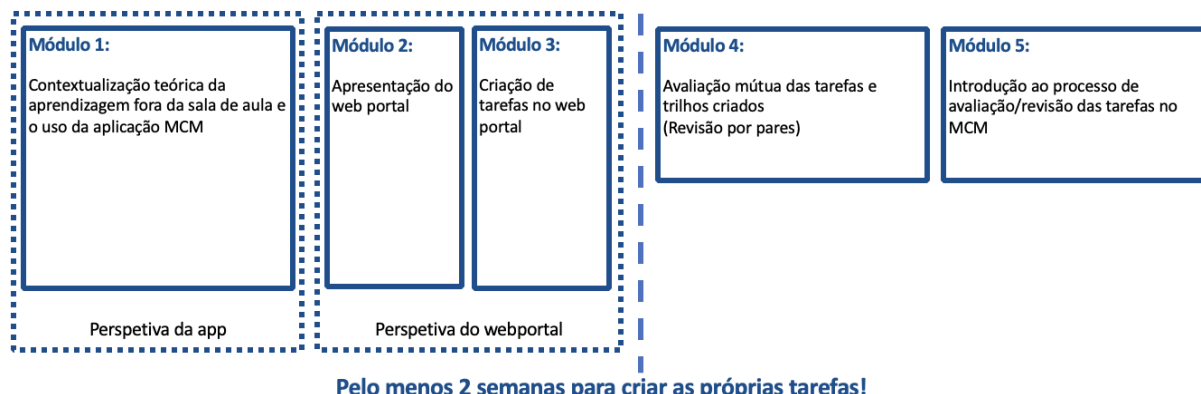 Módulo 1:
Contextualização teórica da
aprendizagem fora da sala de aula e
o uso da aplicação MCM
Perspetiva da app
Módulo 2:
Apresentação do
web portal
Módulo 3:
Criação de
tarefas no web
portal
Perspetiva do webportal
Módulo 4:
Avaliação mútua das tarefas e
trilhos criados
(Revisão por pares)
Módulo 5:
Introdução ao processo de
avaliação/revisão das tarefas no
MCM
Pelo menos 2 semanas para criar as próprias tarefas!